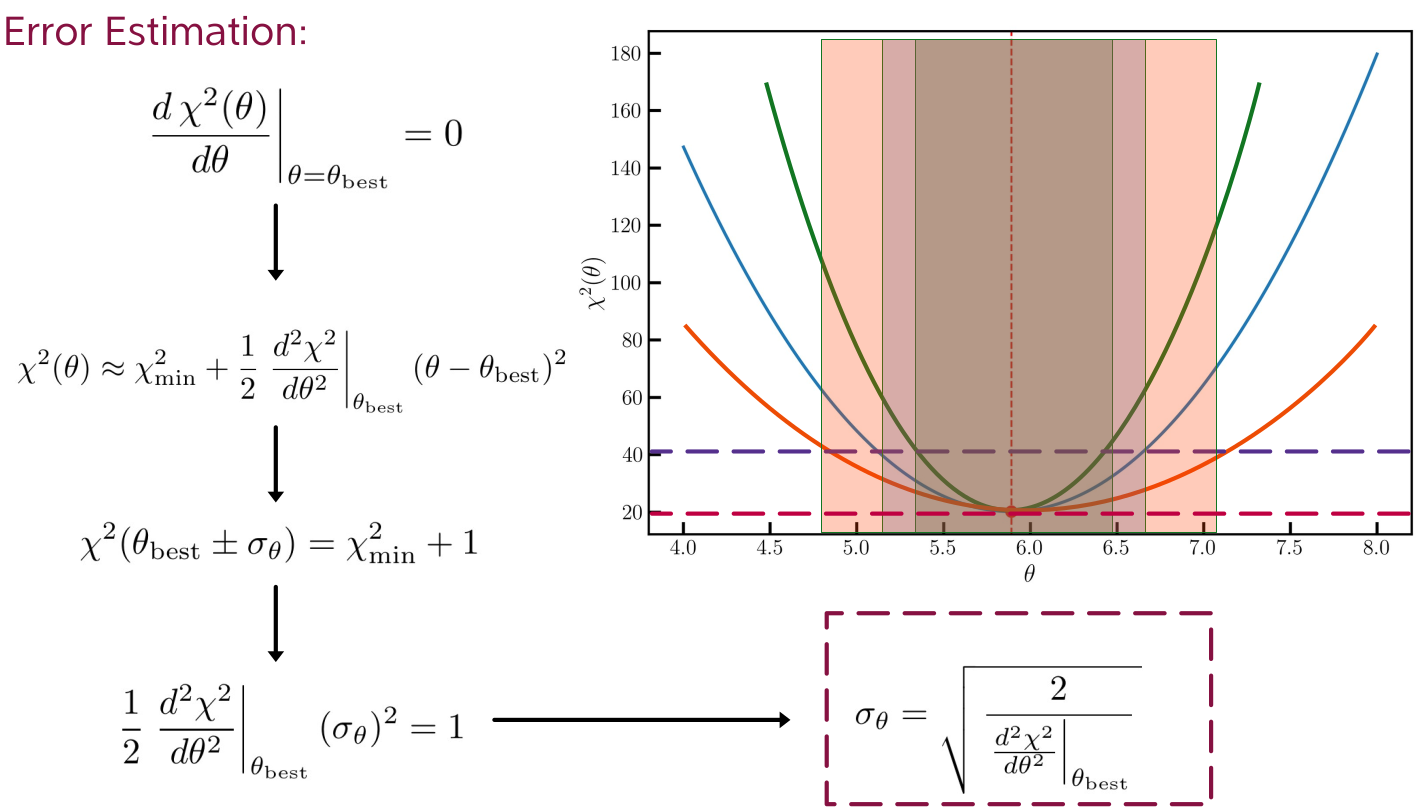 Error Estimation:
d χ²(θ)/dθ |θ=θbest = 0
χ²(θ) ≈ χ²min + 1/2 d²χ²/dθ² |θbest (θ − θbest)²
χ²(θbest ± σθ) = χ²min + 1
1/2 d²χ²/dθ² |θbest (σθ)² = 1
180
160
140
120
100
80
60
40
20
χ²(θ)
4.0 4.5 5.0 5.5 6.0 6.5 7.0 7.5 8.0
θ
σθ = √(2 / (d²χ²/dθ² |θbest))